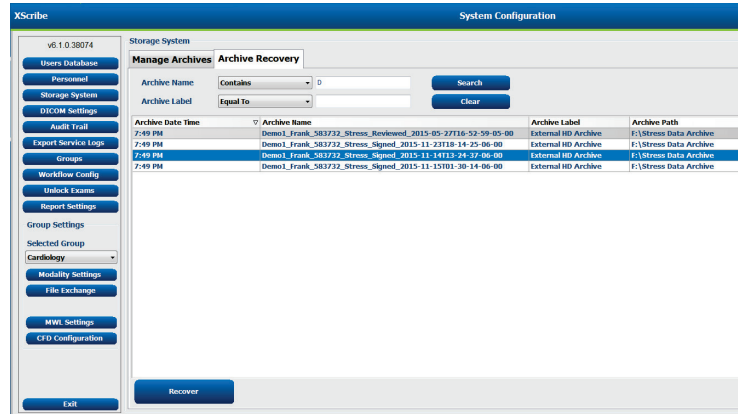 XScribe System Configuration
v6.1.0.38074
Users Database
Personnel
Storage System
DICOM Settings
Audit Trail
Export Service Logs
Groups
Workflow Config
Unlock Exams
Report Settings
Group Settings
Selected Group
Cardiology
Modality Settings
File Exchange
MWL Settings
CFD Configuration
Exit
Storage System
Manage Archives Archive Recovery
Archive Name Contains D Search
Archive Label Equal To Clear
Archive Date Time Archive Name Archive Label Archive Path
7:49 PM Demo1_Frank_583732_Stress_Reviewed_2015-05-27T16-52-59-05-00 External HD Archive F:\Stress Data Archive
7:49 PM Demo1_Frank_583732_Stress_Signed_2015-11-23T18-14-25-06-00 External HD Archive F:\Stress Data Archive
7:49 PM Demo1_Frank_583732_Stress_Signed_2015-11-14T13-24-37-06-00 External HD Archive F:\Stress Data Archive
7:49 PM Demo1_Frank_583732_Stress_Signed_2015-11-15T01-30-14-06-00 External HD Archive F:\Stress Data Archive
Recover